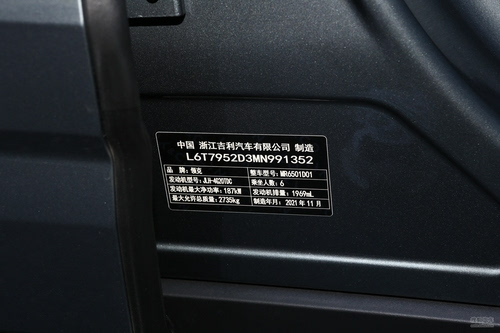 中国 浙江吉利汽车有限公司 制造
L6T7952D3MN991352
品 牌：领克 整车型号：MR6501D01
发动机型号：JLH-4G20TDC 乘坐人数：6
发动机最大净功率：187kW 发动机排量：1969mL
最大允许总质量：2735kg 制造年月：2021 年 11 月